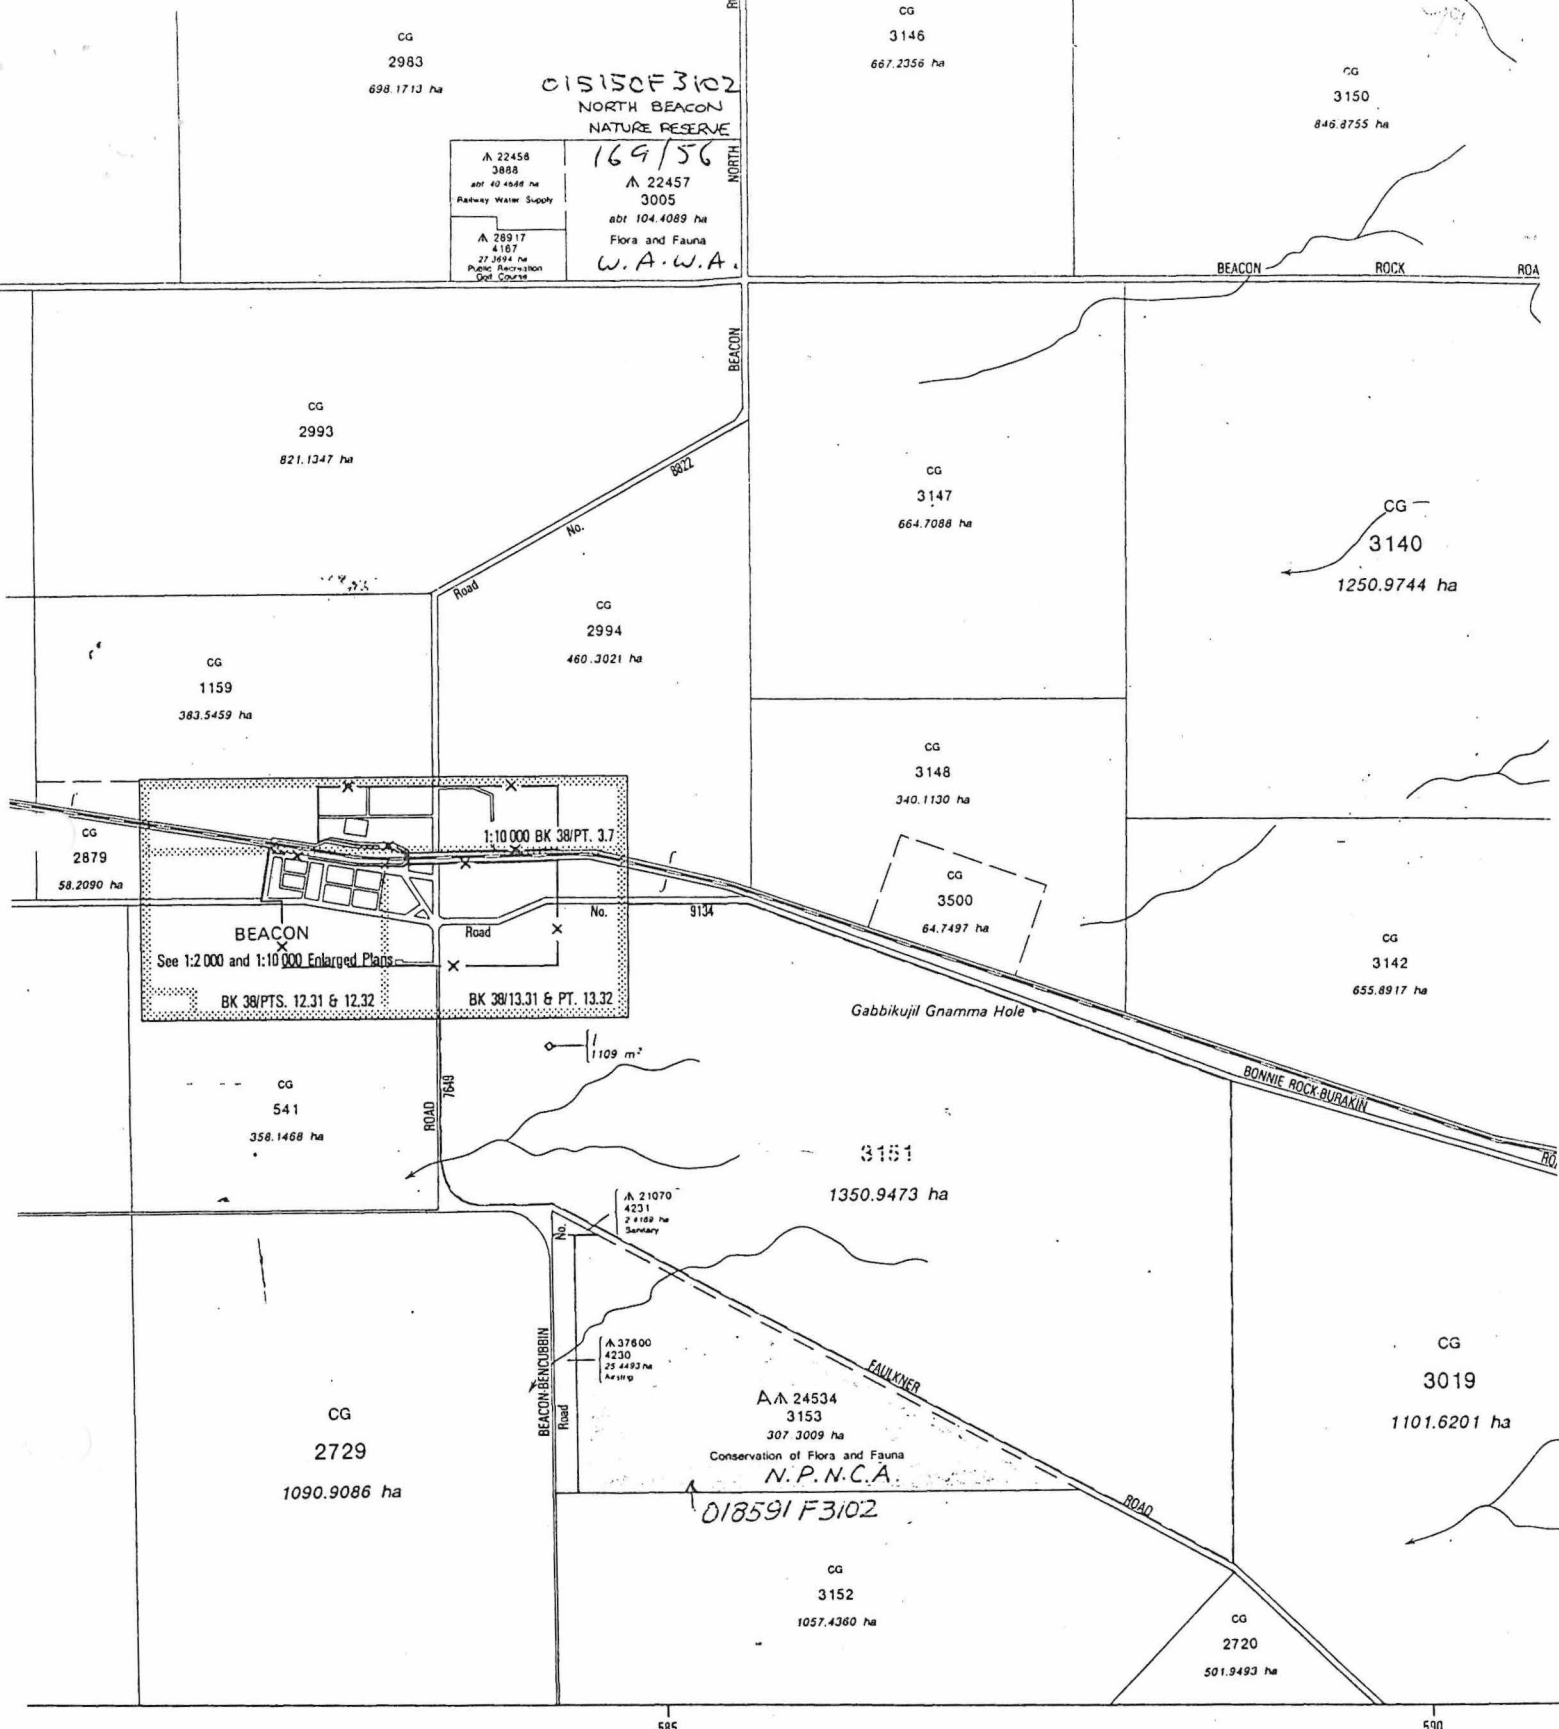 CG
2983
698.1713 ha
CG
3146
667.2356 ha
CG
3150
846.8755 ha
01515CF3102
NORTH BEACON
NATURE RESERVE
169/56
22457
3005
abt 104.4089 ha
Flora and Fauna
W.A.W.A.
22458
3888
abt 40.4686 ha
Railway Water Supply
28917
4167
27.3694 ha
Public Recreation
Golf Course
NORTH
BEACON
BEACON ROCK ROA
CG
2993
821.1347 ha
Road No. 8822
CG
3147
664.7088 ha
CG
3140
1250.9744 ha
CG
2994
460.3021 ha
CG
1159
383.5459 ha
CG
3148
340.1130 ha
CG
2879
58.2090 ha
1:10 000 BK 38/PT. 3.7
BEACON
See 1:2 000 and 1:10 000 Enlarged Plans
BK 38/PTS. 12.31 & 12.32
BK 38/13.31 & PT. 13.32
Road No. 9134
CG
3500
64.7497 ha
CG
3142
655.8917 ha
Gabbikujil Gnamma Hole
BONNIE ROCK-BURAKIN
RO
1
1109 m²
CG
541
358.1468 ha
ROAD
7649
3151
1350.9473 ha
21070
4231
Sanitary
No.
37600
4230
25.4493 ha
Airstrip
BEACON-BENCUBBIN
Road
FAULKNER
ROAD
A 24534
3153
307.3009 ha
Conservation of Flora and Fauna
N.P.N.C.A.
018591 F3102
CG
2729
1090.9086 ha
CG
3019
1101.6201 ha
CG
3152
1057.4360 ha
CG
2720
501.9493 ha
585
590